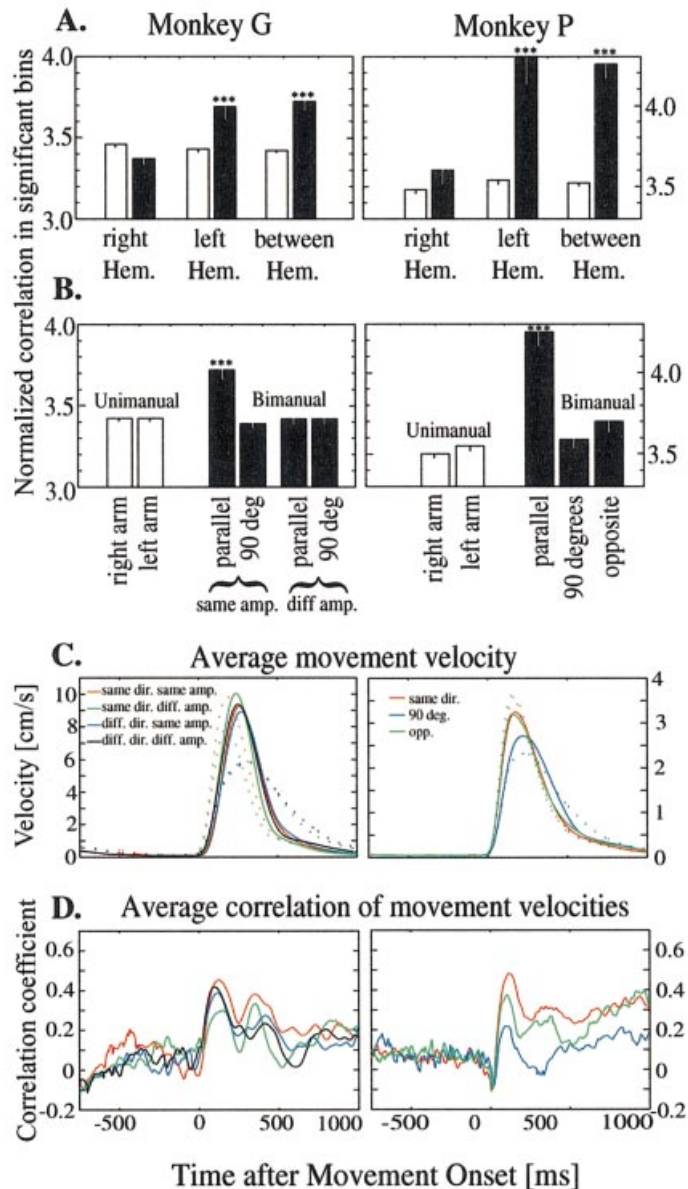 A. Monkey G Monkey P
Normalized correlation in significant bins
4.0
3.5
3.0
*** ***
*** ***
4.0
3.5
right Hem.
left Hem.
between Hem.
right Hem.
left Hem.
between Hem.
B.
4.0
3.5
3.0
Unimanual
***
Bimanual
right arm
left arm
parallel
90 deg
same amp.
parallel
90 deg
diff amp.
***
Unimanual
Bimanual
4.0
3.5
right arm
left arm
parallel
90 degrees
opposite
C. Average movement velocity
Velocity [cm/s]
10
8
6
4
2
0
same dir. same amp.
same dir. diff. amp.
diff. dir. same amp.
diff. dir. diff. amp.
same dir.
90 deg.
opp.
4
3
2
1
0
D. Average correlation of movement velocities
Correlation coefficient
0.6
0.4
0.2
0
-0.2
-500 0 500 1000
0.6
0.4
0.2
0
-0.2
-500 0 500 1000
Time after Movement Onset [ms]